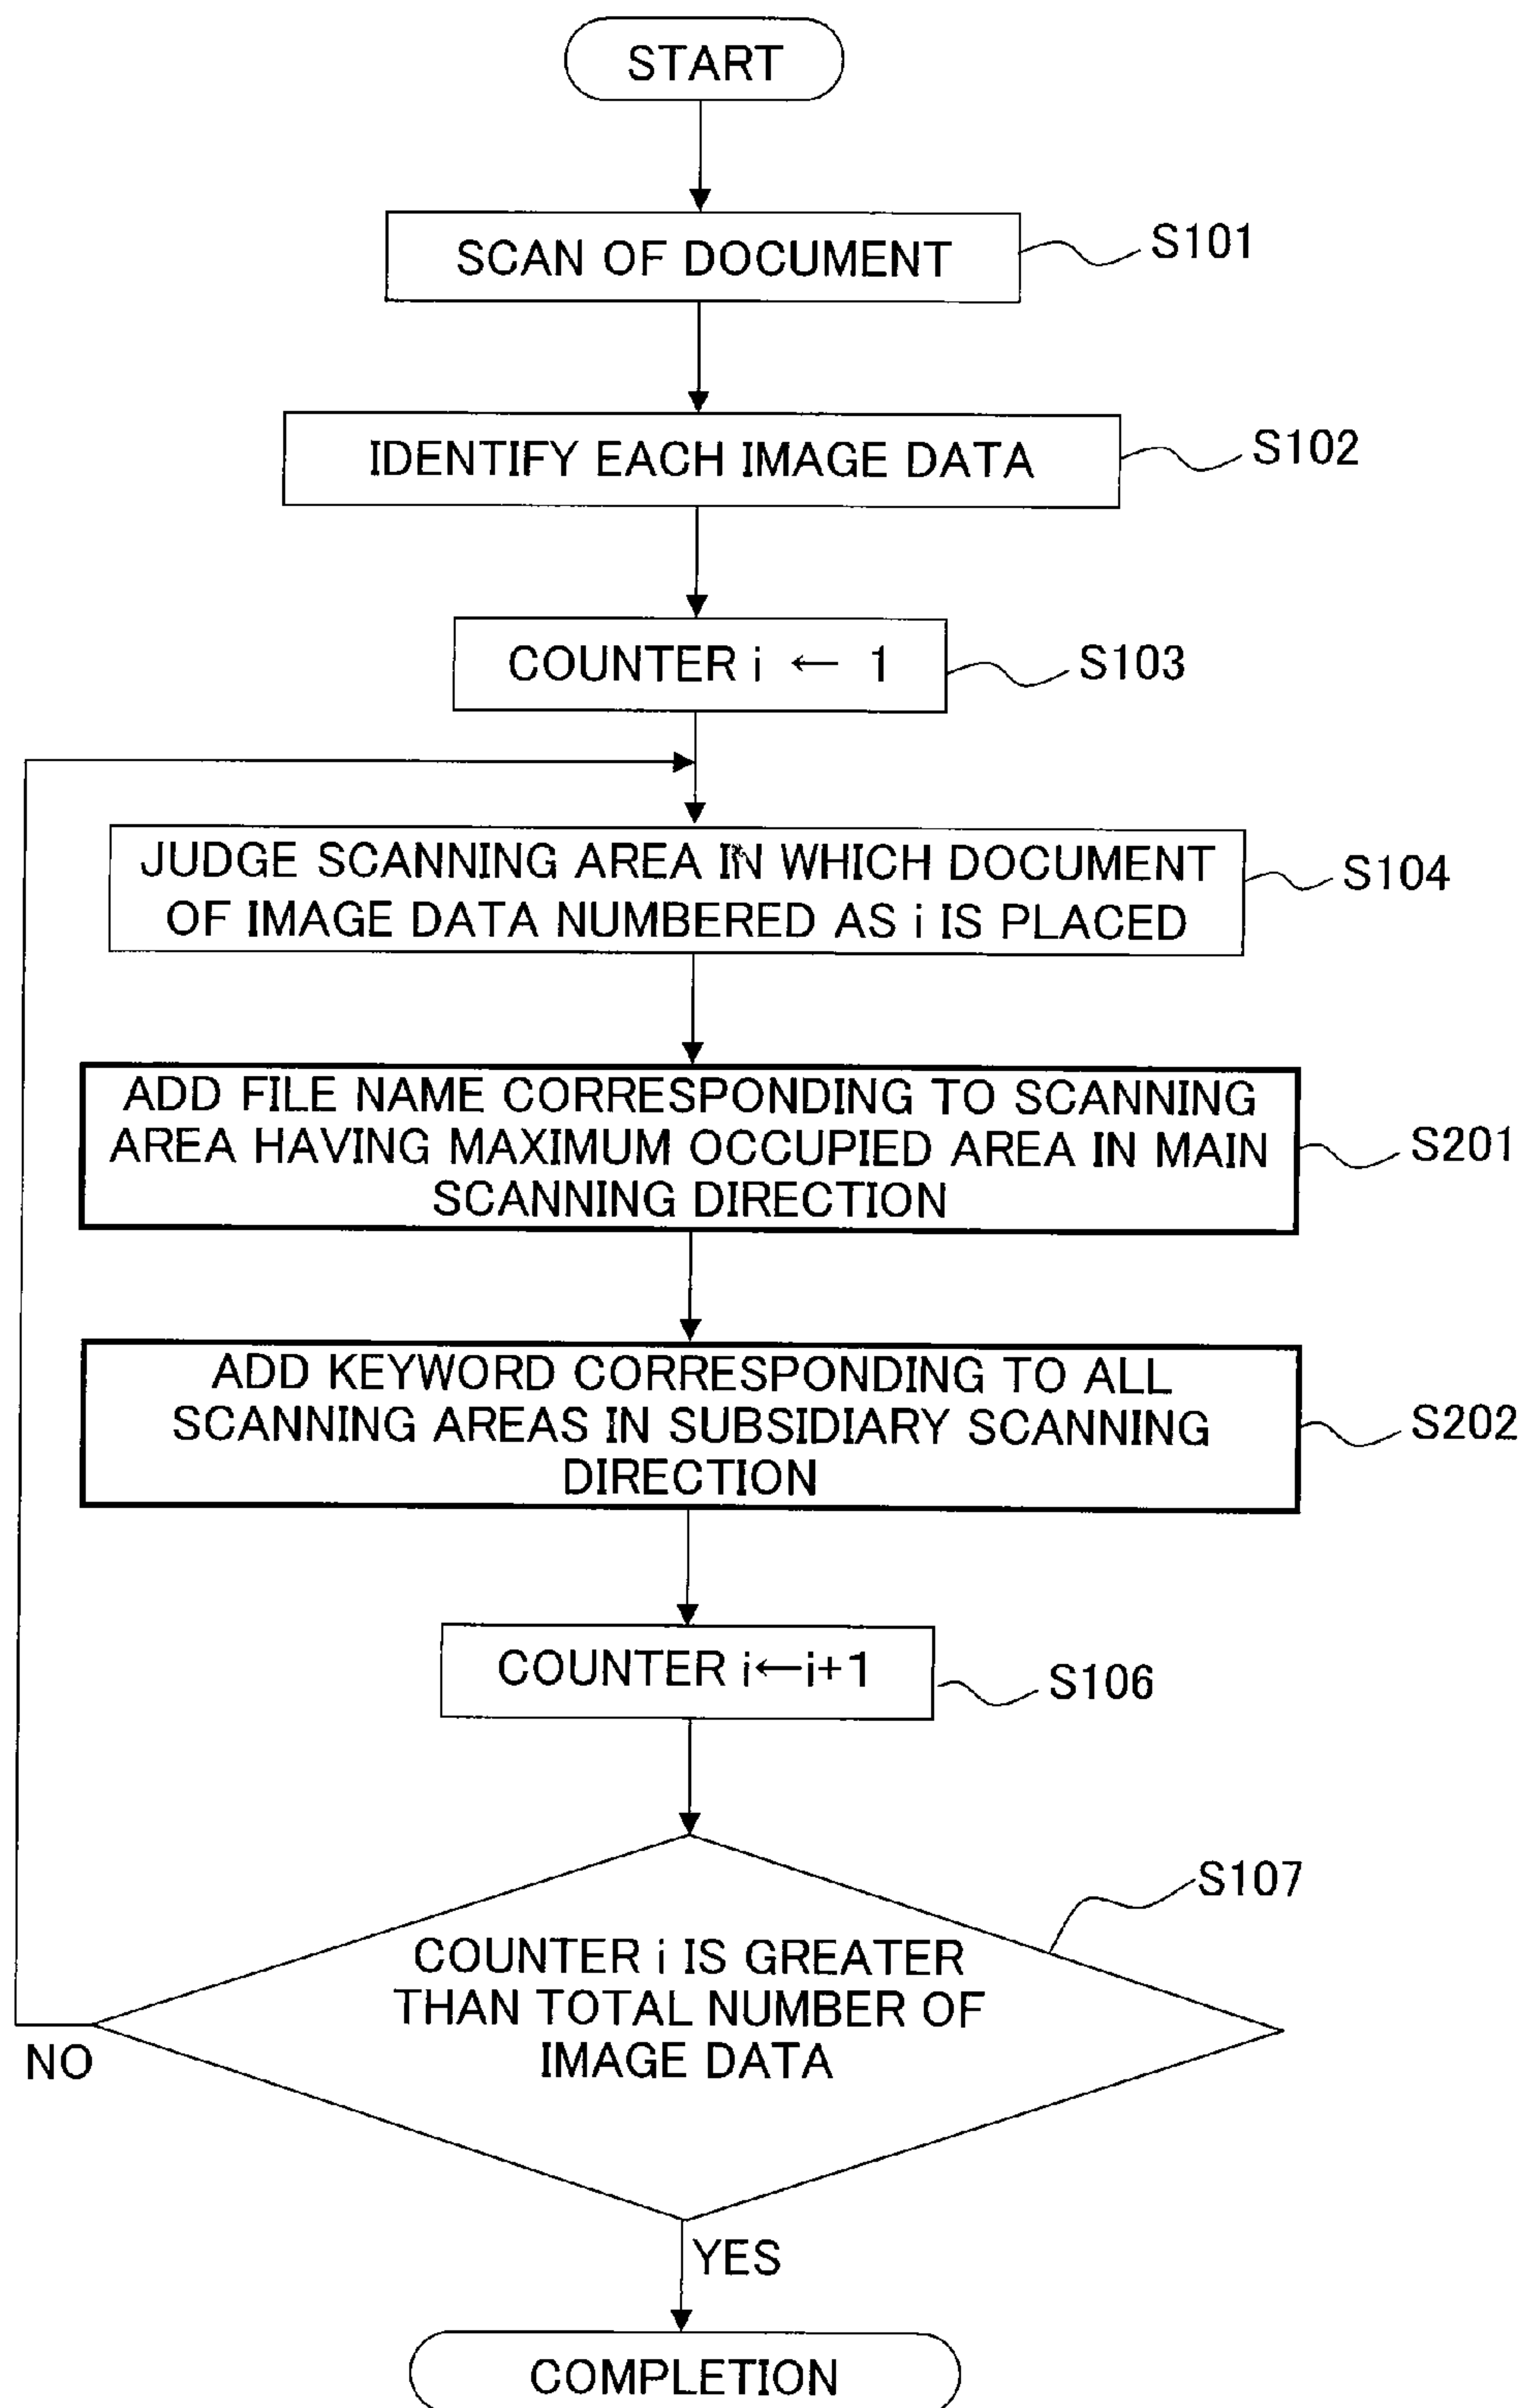 START
SCAN OF DOCUMENT
S101
IDENTIFY EACH IMAGE DATA
S102
COUNTER i ← 1
S103
JUDGE SCANNING AREA IN WHICH DOCUMENT
OF IMAGE DATA NUMBERED AS i IS PLACED
S104
ADD FILE NAME CORRESPONDING TO SCANNING
AREA HAVING MAXIMUM OCCUPIED AREA IN MAIN
SCANNING DIRECTION
S201
ADD KEYWORD CORRESPONDING TO ALL
SCANNING AREAS IN SUBSIDIARY SCANNING
DIRECTION
S202
COUNTER i←i+1
S106
S107
COUNTER i IS GREATER
THAN TOTAL NUMBER OF
IMAGE DATA
NO
YES
COMPLETION